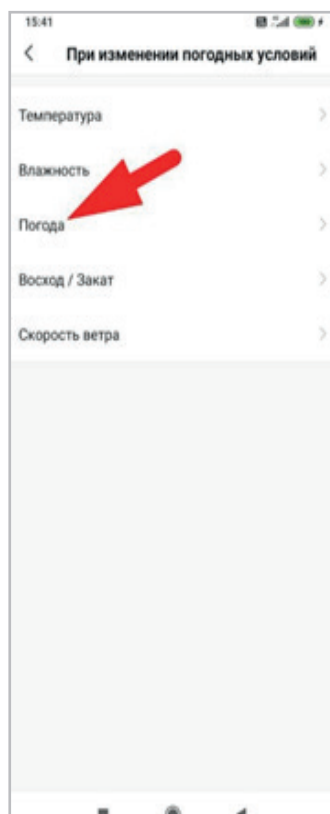 15:41
При изменении погодных условий
Температура
Влажность
Погода
Восход / Закат
Скорость ветра